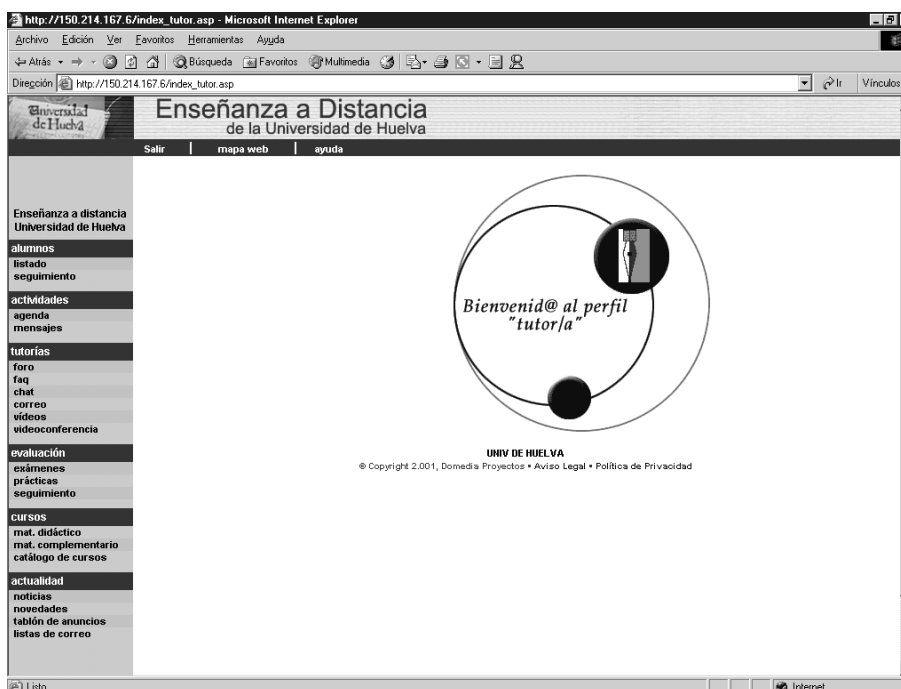 http://150.214.167.6/index_tutor.asp - Microsoft Internet Explorer
Archivo Edición Ver Favoritos Herramientas Ayuda
Atrás Búsqueda Favoritos Multimedia
Dirección http://150.214.167.6/index_tutor.asp Ir Vínculos
Universidad
de Huelva
Enseñanza a Distancia
de la Universidad de Huelva
Salir | mapa web | ayuda
Enseñanza a distancia
Universidad de Huelva
alumnos
listado
seguimiento
actividades
agenda
mensajes
tutorías
foro
faq
chat
correo
vídeos
videoconferencia
evaluación
exámenes
prácticas
seguimiento
cursos
mat. didáctico
mat. complementario
catálogo de cursos
actualidad
noticias
novedades
tablón de anuncios
listas de correo
Bienvenid@ al perfil
"tutor/a"
UNIV DE HUELVA
© Copyright 2.001, Domedia Proyectos • Aviso Legal • Política de Privacidad
Listo Internet